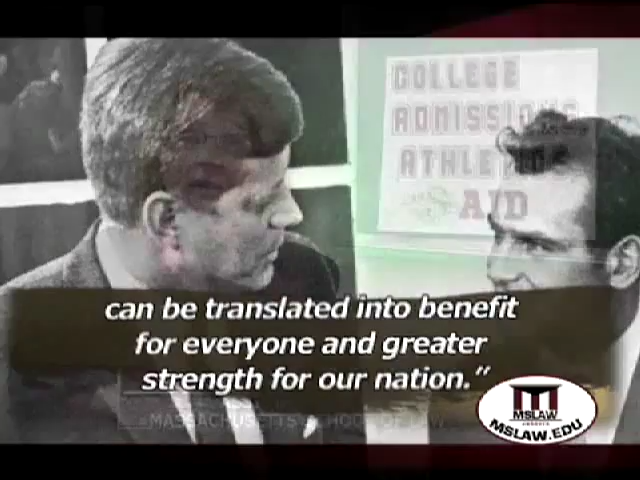 COLLEGE
ADMISSIONS
ATHLETIC
AID
can be translated into benefit
for everyone and greater
strength for our nation.”
MASSACHUSETTS SCHOOL OF LAW
MSLAW
MSLAW.EDU